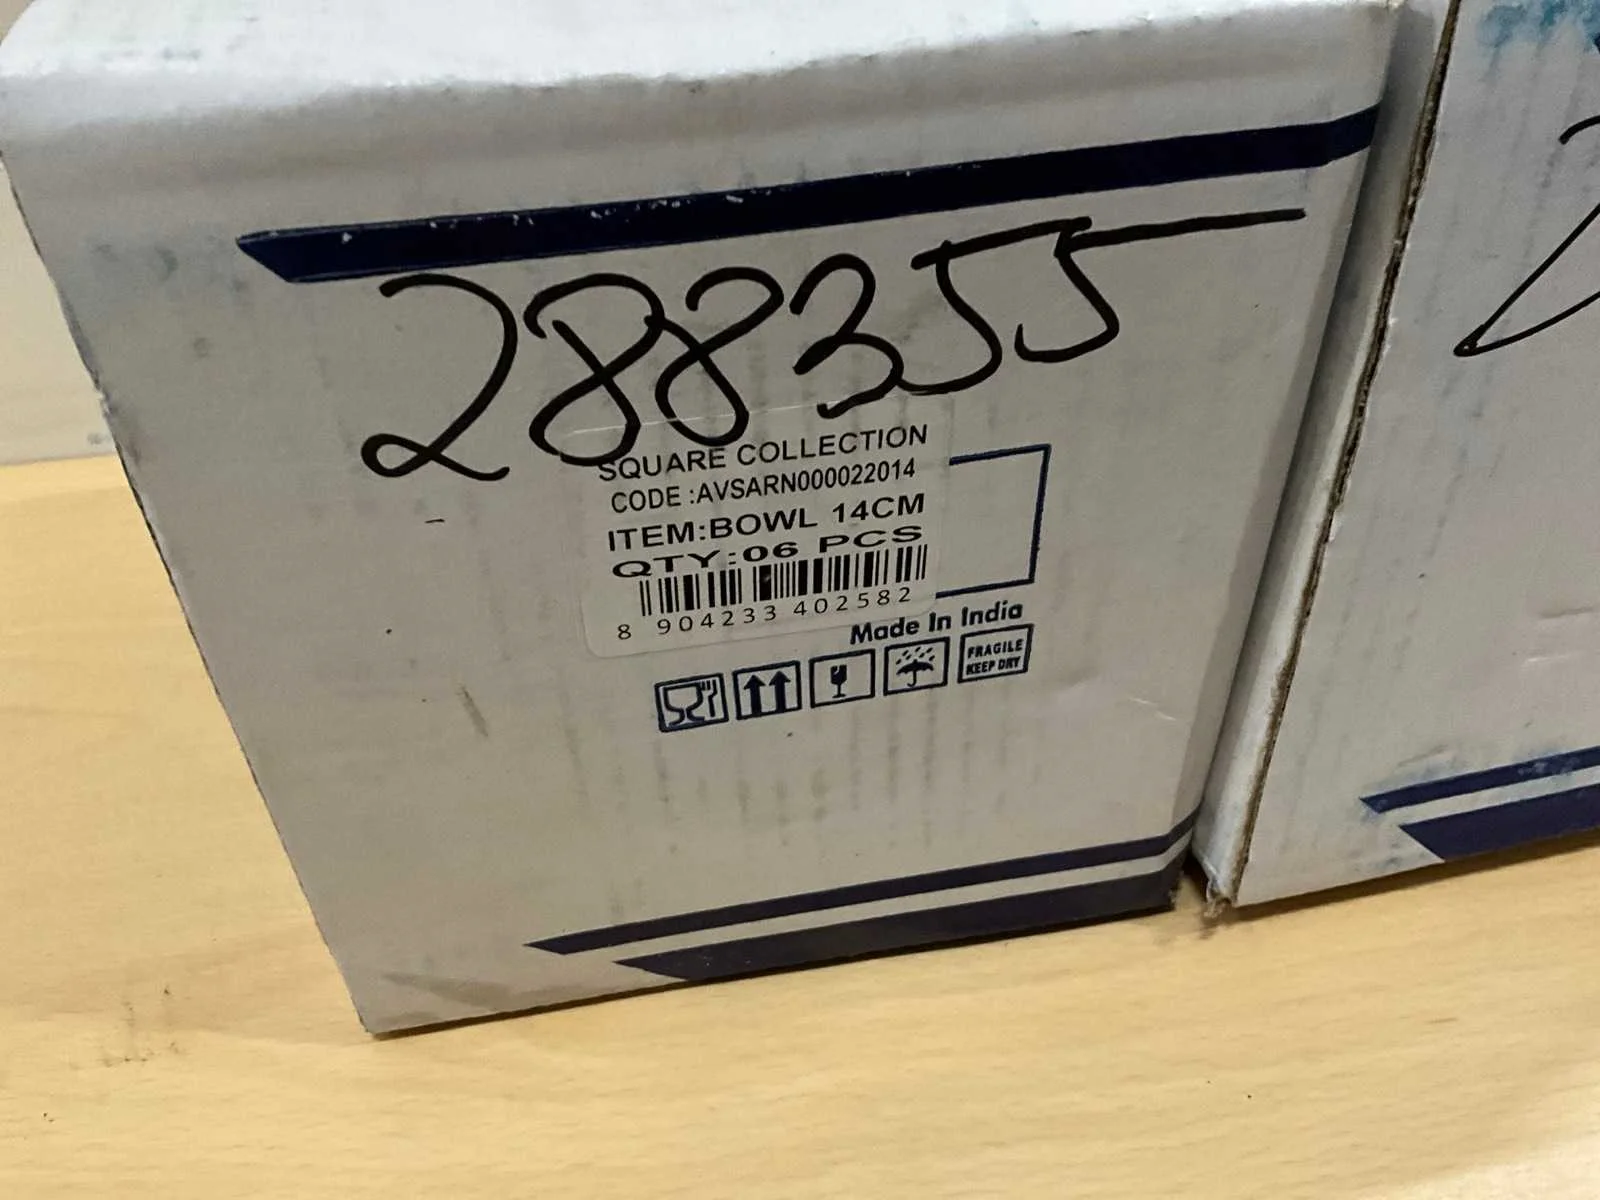 288355
SQUARE COLLECTION
CODE :AVSARN000022014
ITEM:BOWL 14CM
QTY:06 PCS
8 904233 402582
Made In India
FRAGILE
KEEP DRY
2